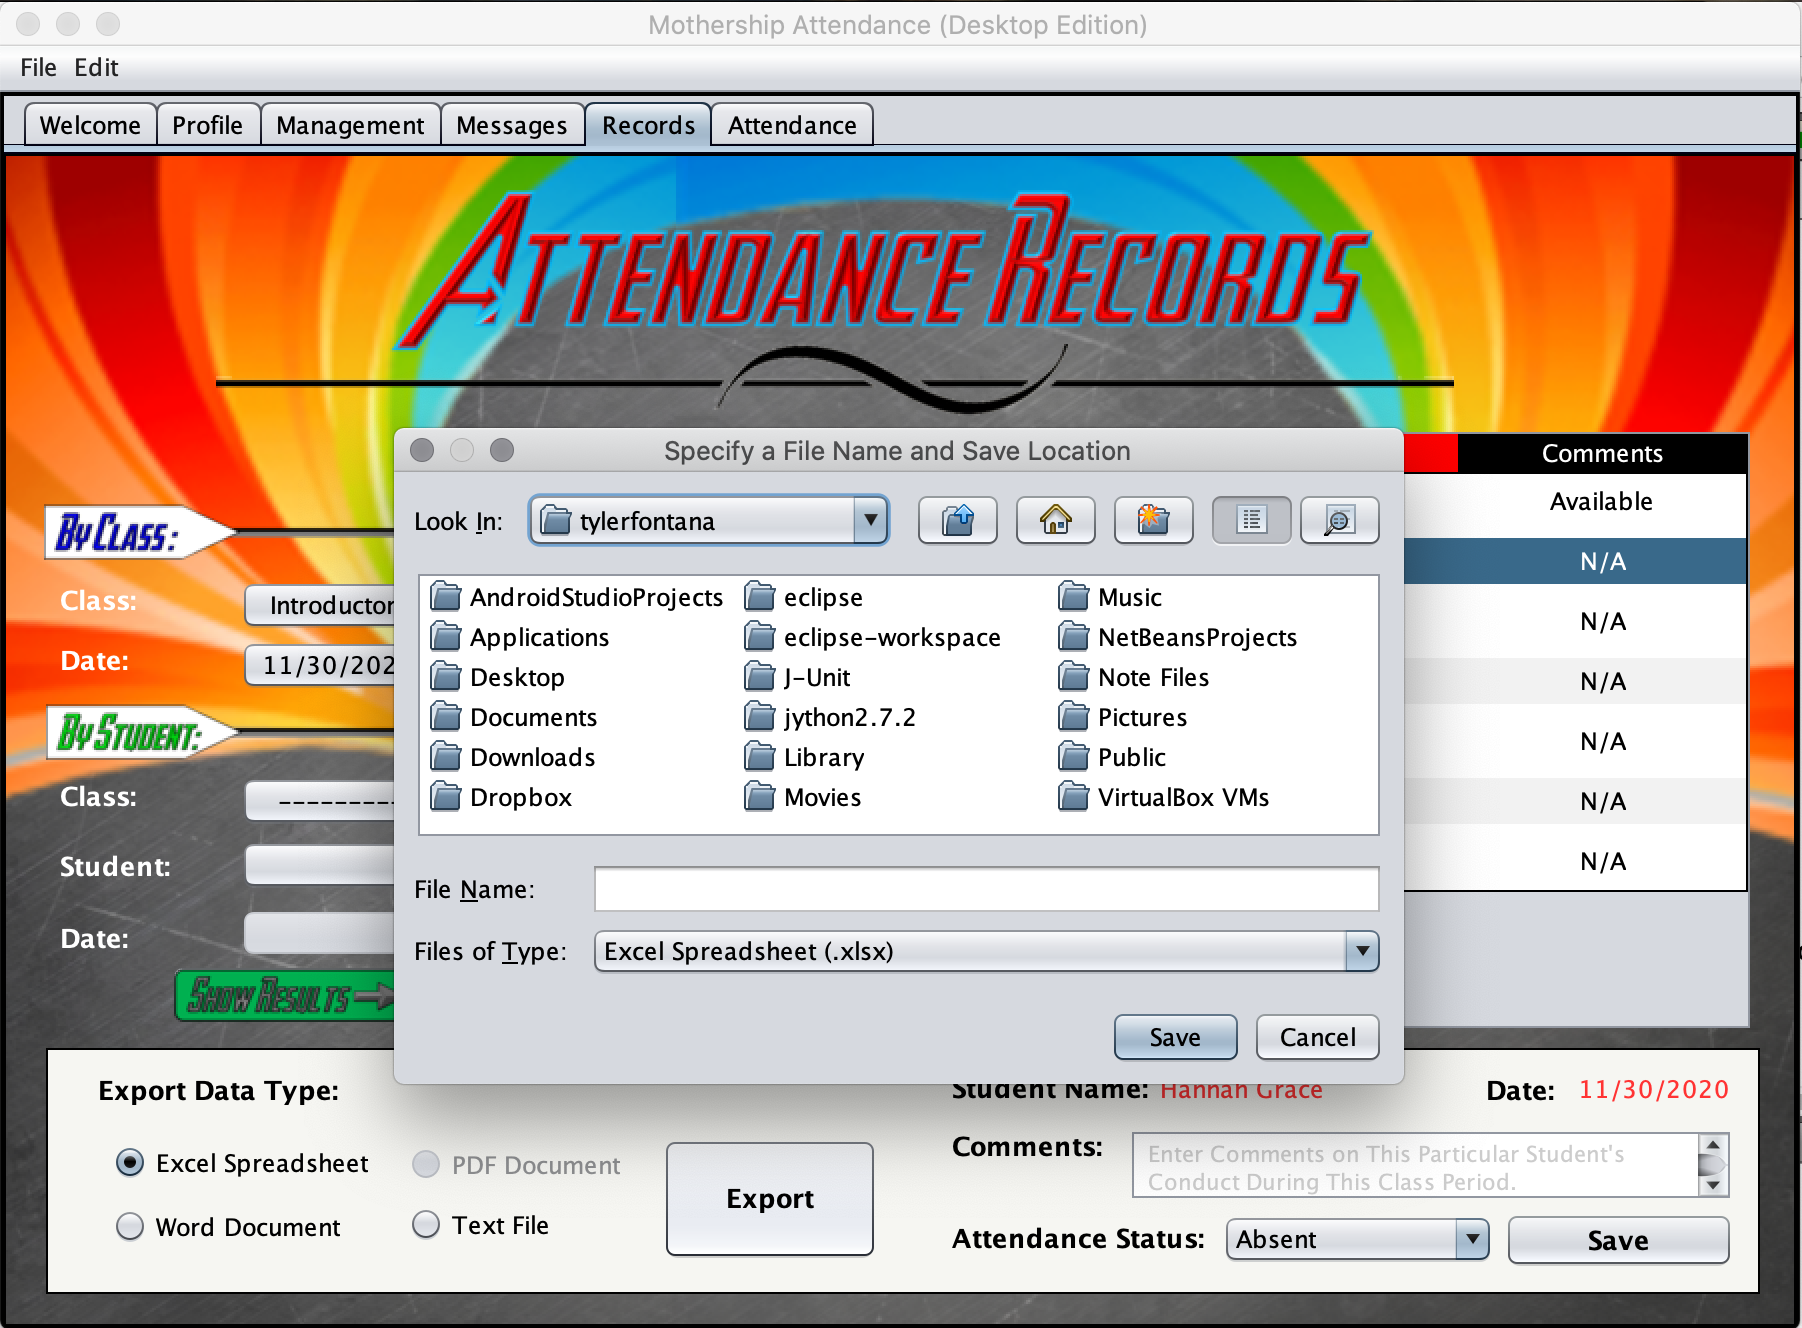 Mothership Attendance (Desktop Edition)
File Edit
Welcome Profile Management Messages Records Attendance
ATTENDANCE RECORDS
Specify a File Name and Save Location
Comments
Look In: tylerfontana
Available
BY CLASS:
N/A
Class: Introductor
AndroidStudioProjects eclipse Music
N/A
Applications eclipse-workspace NetBeansProjects
Date: 11/30/202
Desktop J-Unit Note Files
N/A
BY STUDENT:
Documents jython2.7.2 Pictures
N/A
Downloads Library Public
Class: ---------
Dropbox Movies VirtualBox VMs
N/A
Student:
N/A
File Name:
Date:
Files of Type: Excel Spreadsheet (.xlsx)
SHOW RESULTS
Save Cancel
Export Data Type:
Student Name: Hannah Grace Date: 11/30/2020
Excel Spreadsheet PDF Document
Word Document Text File
Export
Comments: Enter Comments on This Particular Student's
Conduct During This Class Period.
Attendance Status: Absent Save